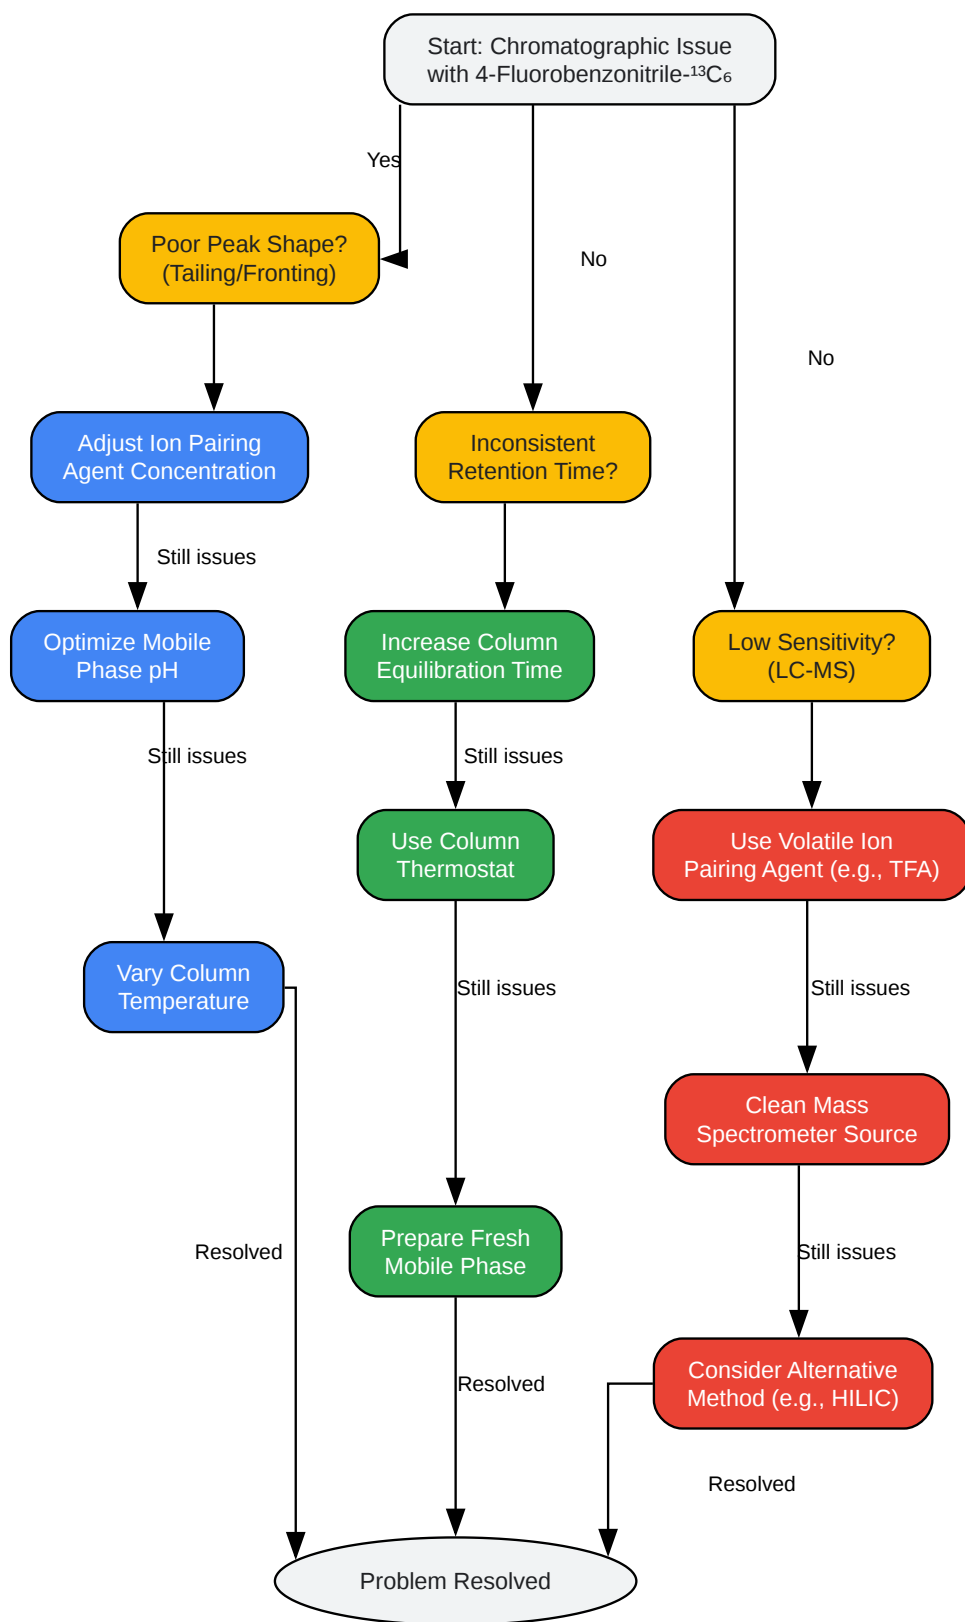 Start: Chromatographic Issue
with 4-Fluorobenzonitrile-¹³C₆
Yes
Poor Peak Shape?
(Tailing/Fronting)
No
No
Adjust Ion Pairing
Agent Concentration
Inconsistent
Retention Time?
Still issues
Optimize Mobile
Phase pH
Increase Column
Equilibration Time
Low Sensitivity?
(LC-MS)
Still issues
Still issues
Use Column
Thermostat
Use Volatile Ion
Pairing Agent (e.g., TFA)
Vary Column
Temperature
Still issues
Still issues
Clean Mass
Spectrometer Source
Resolved
Prepare Fresh
Mobile Phase
Still issues
Resolved
Consider Alternative
Method (e.g., HILIC)
Resolved
Problem Resolved